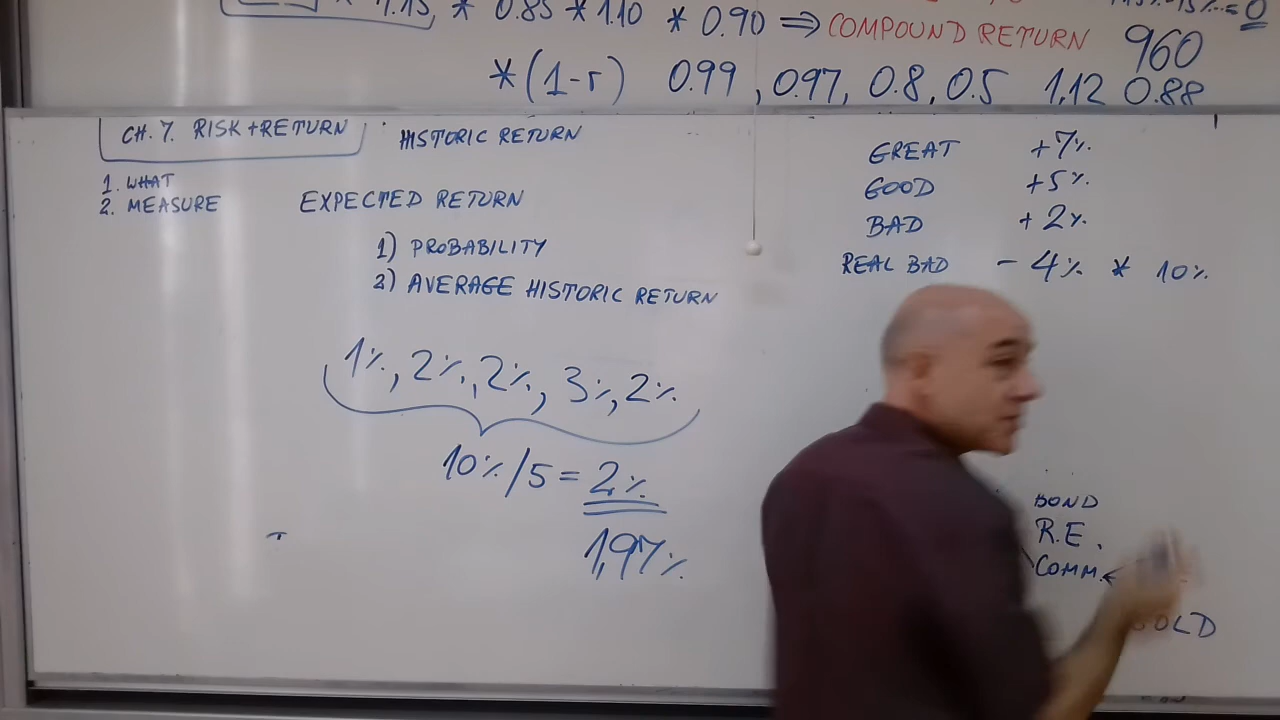 * 1.15 * 0.85 * 1.10 * 0.90 ⇒ COMPOUND RETURN 960
*(1-r) 0.99, 0.97, 0.8, 0.5 1,12 0.88
CH. 7. RISK + RETURN
HISTORIC RETURN
1. WHAT
2. MEASURE
EXPECTED RETURN
1) PROBABILITY
2) AVERAGE HISTORIC RETURN
1%, 2%, 2%, 3%, 2%
10%/5 = 2%
1,97%
GREAT +7%
GOOD +5%
BAD +2%
REAL BAD -4% * 10%
BOND
R.E.
COMM.